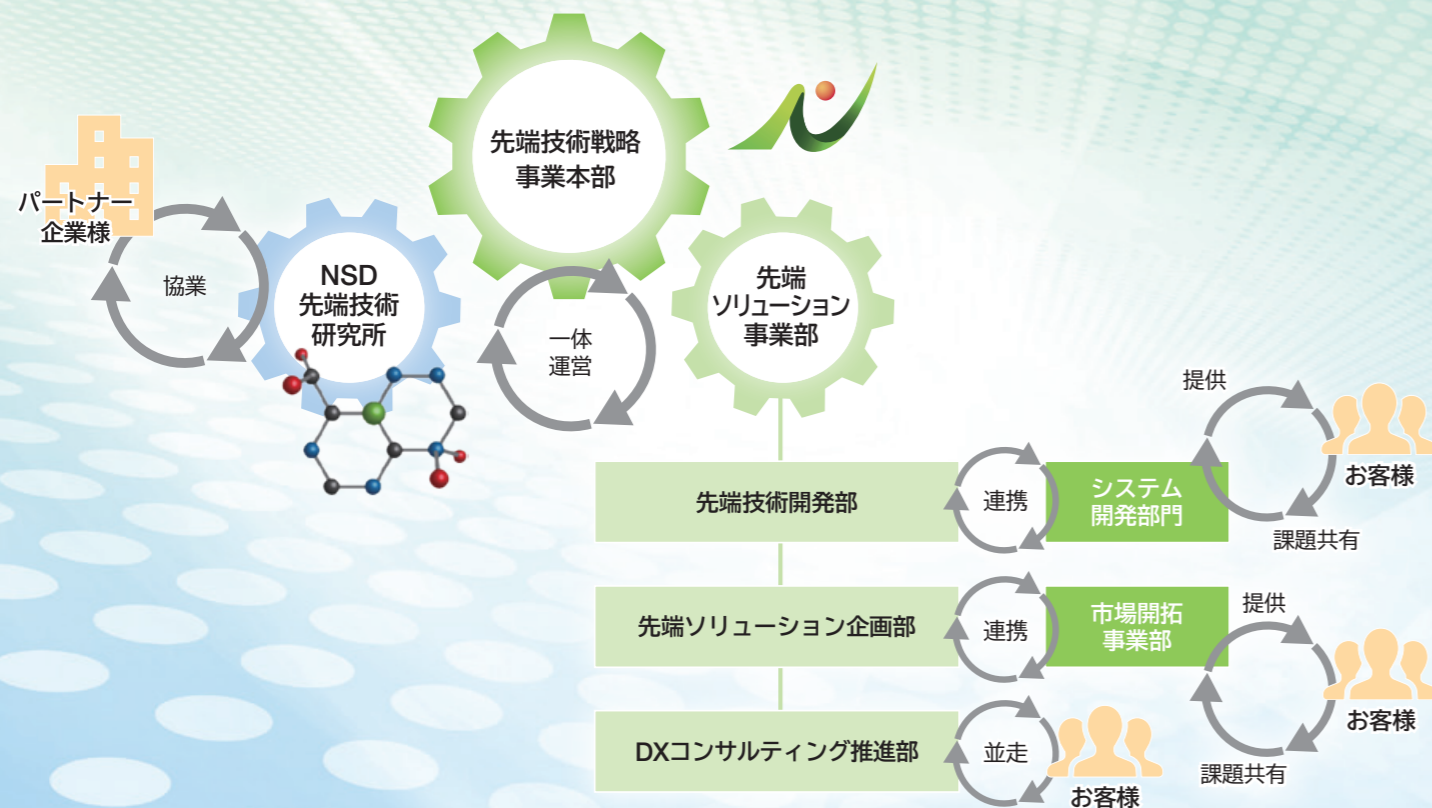 先端技術戦略
事業本部
パートナー
企業様
協業
NSD
先端技術
研究所
一体
運営
先端
ソリューション
事業部
提供
お客様
課題共有
先端技術開発部
連携
システム
開発部門
先端ソリューション企画部
連携
市場開拓
事業部
提供
お客様
課題共有
DXコンサルティング推進部
並走
お客様